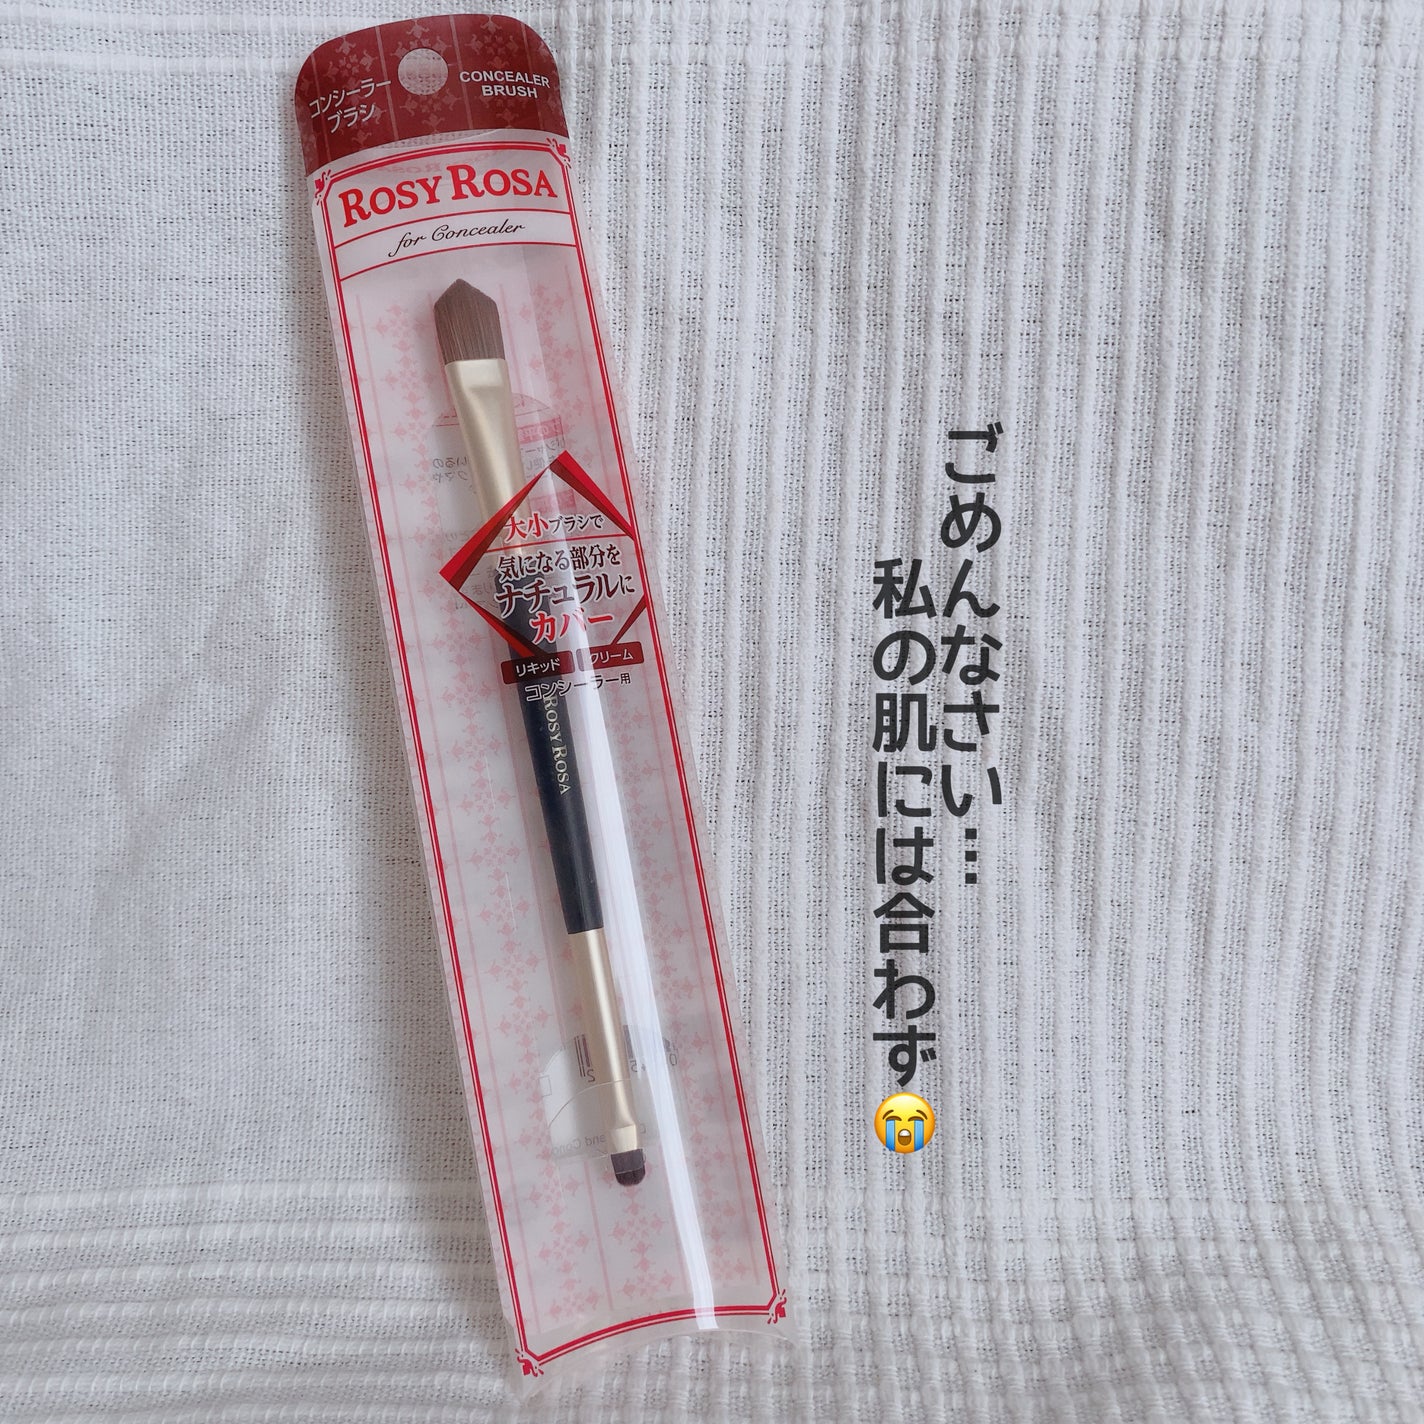 コンシーラー
ブラシ
CONCEALER
BRUSH
ROSY ROSA
for Concealer
大小ブラシで
気になる部分を
ナチュラルに
カバー
リキッド クリーム
コンシーラー用
ROSY ROSA
ごめんなさい…
私の肌には合わず😭